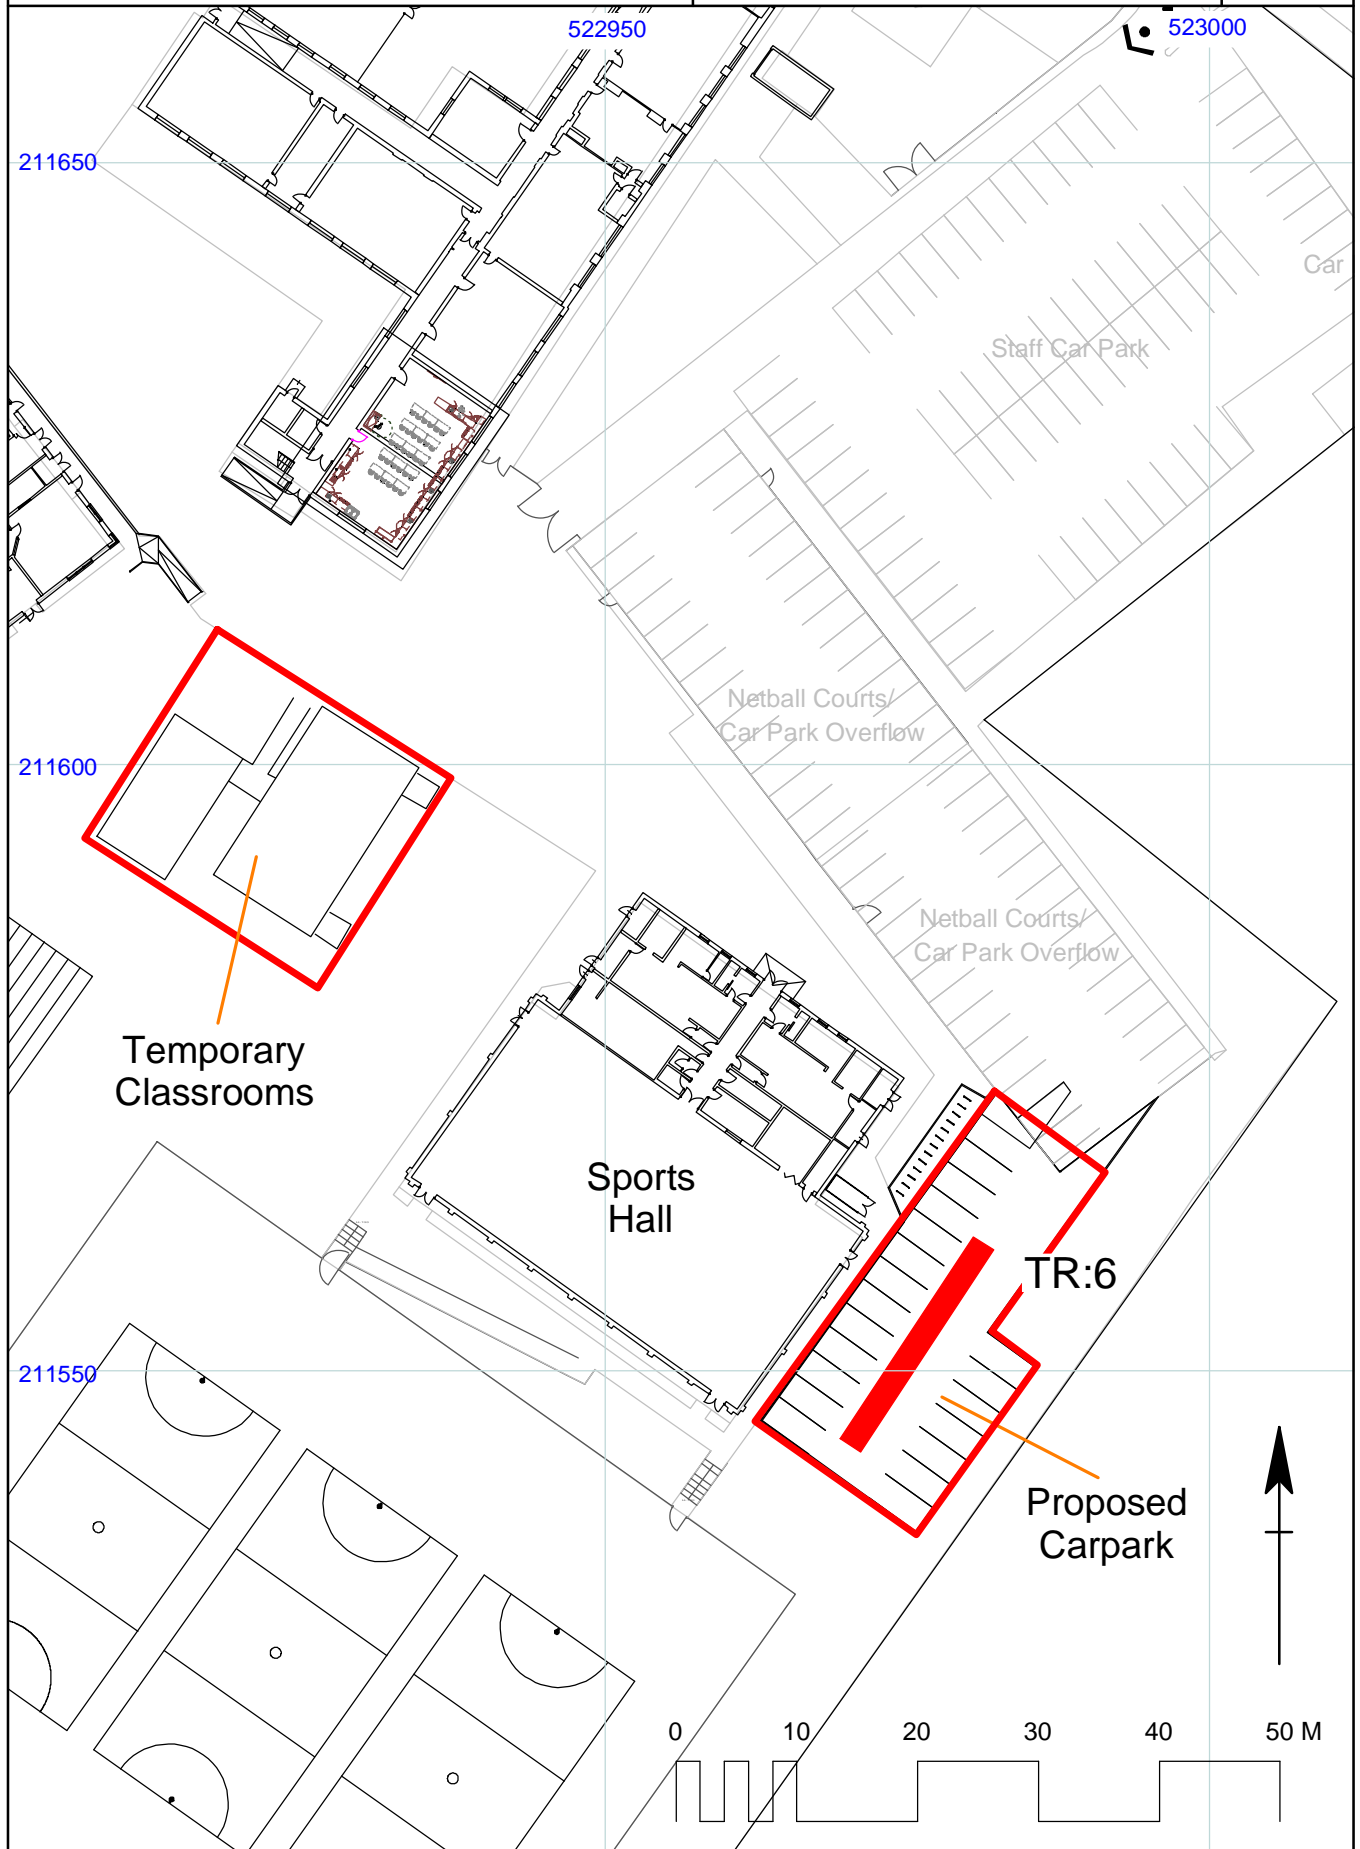 522950
523000
211650
Car
Staff Car Park
Netball Courts/
Car Park Overflow
211600
Netball Courts/
Car Park Overflow
Temporary
Classrooms
Sports
Hall
TR:6
211550
Proposed
Carpark
0 10 20 30 40 50 M